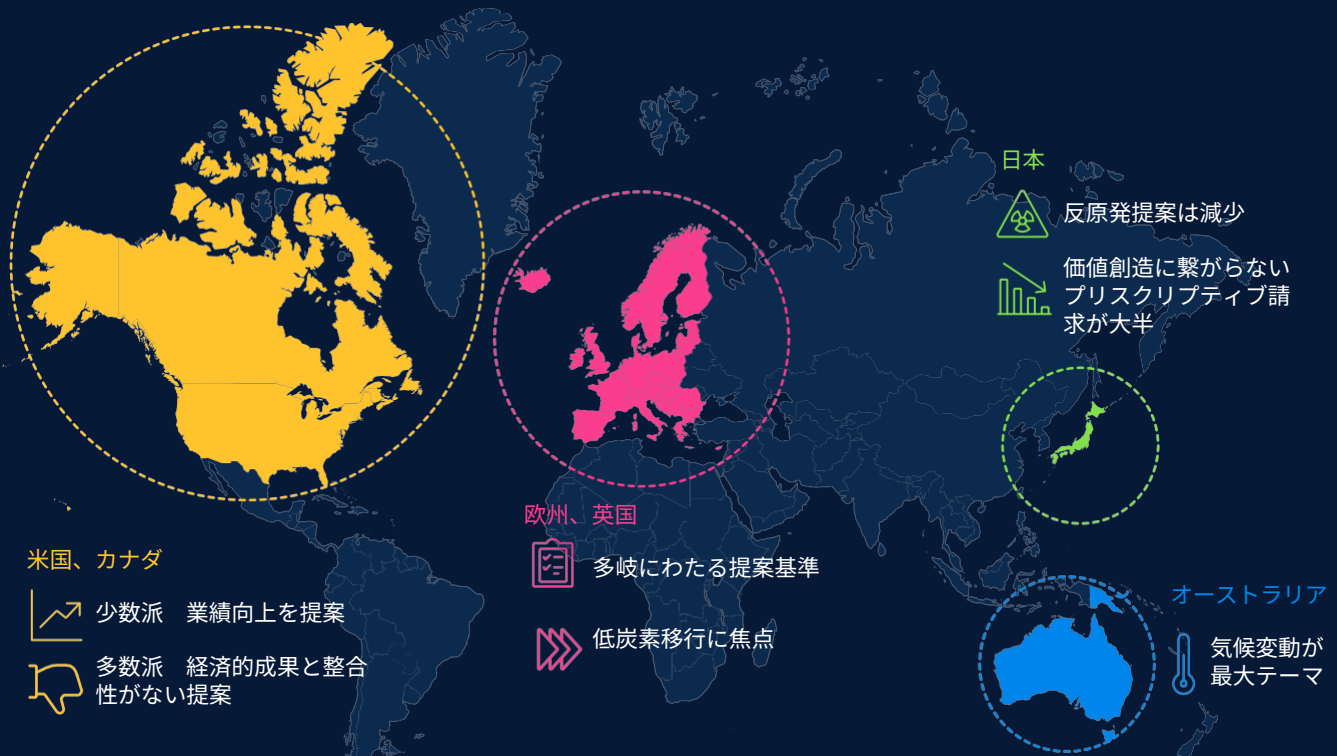 米国、カナダ
少数派　業績向上を提案
多数派　経済的成果と整合
性がない提案
欧州、英国
多岐にわたる提案基準
低炭素移行に焦点
日本
反原発提案は減少
価値創造に繋がらない
プリスクリプティブ請
求が大半
オーストラリア
気候変動が
最大テーマ